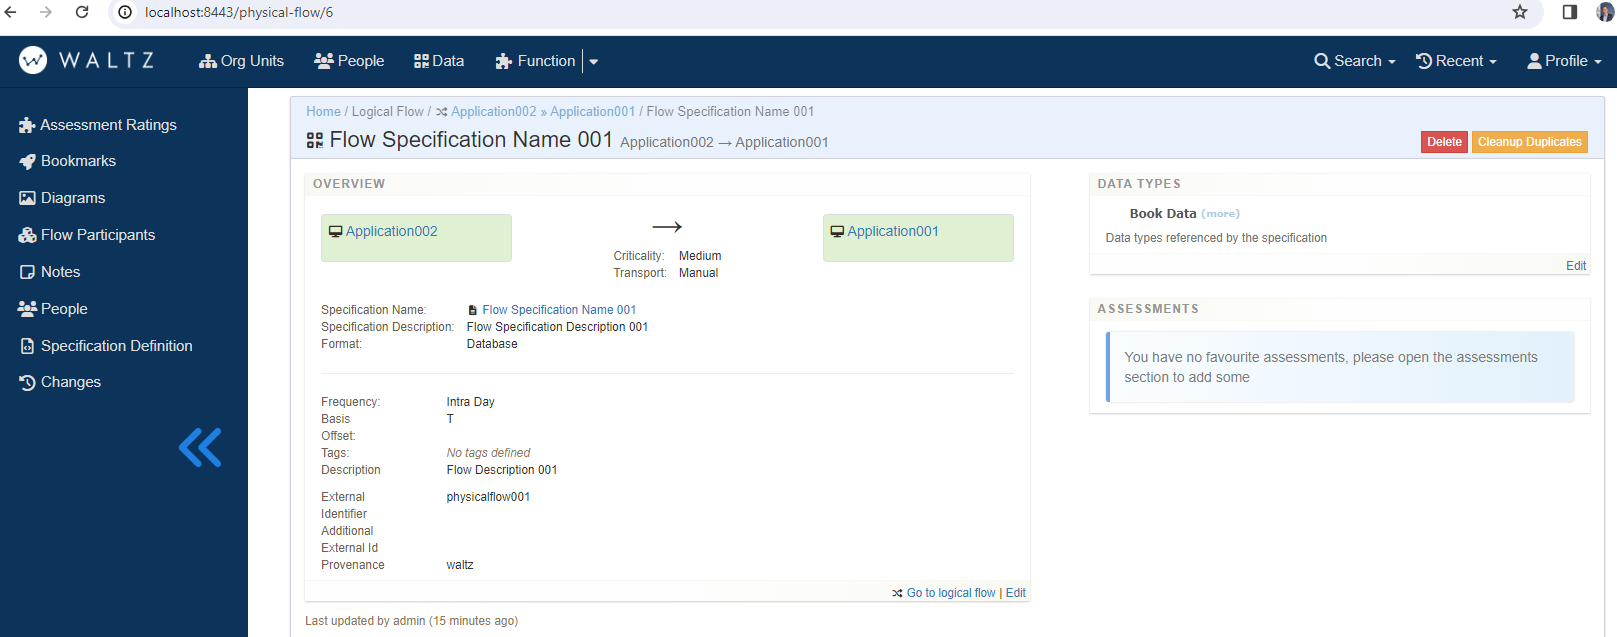 localhost:8443/physical-flow/6
WALTZ Org Units People Data Function Search Recent Profile
Assessment Ratings
Bookmarks
Diagrams
Flow Participants
Notes
People
Specification Definition
Changes
Home / Logical Flow / Application002 » Application001 / Flow Specification Name 001
Flow Specification Name 001 Application002 → Application001
Delete Cleanup Duplicates
OVERVIEW
Application002 → Application001
Criticality: Medium
Transport: Manual
Specification Name: Flow Specification Name 001
Specification Description: Flow Specification Description 001
Format: Database
Frequency: Intra Day
Basis T
Offset:
Tags: No tags defined
Description Flow Description 001
External physicalflow001
Identifier
Additional
External Id
Provenance waltz
Go to logical flow | Edit
Last updated by admin (15 minutes ago)
DATA TYPES
Book Data (more)
Data types referenced by the specification
Edit
ASSESSMENTS
You have no favourite assessments, please open the assessments
section to add some